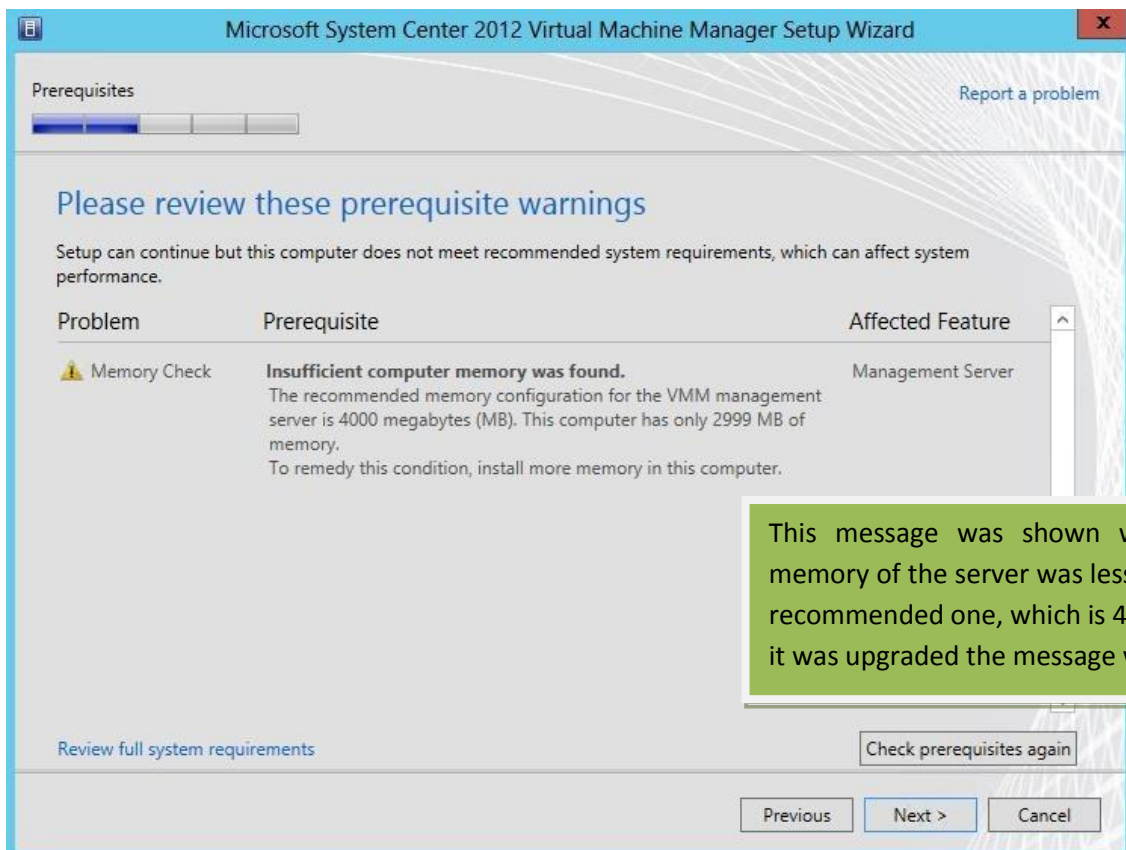 Microsoft System Center 2012 Virtual Machine Manager Setup Wizard
x
Prerequisites
Report a problem
Please review these prerequisite warnings
Setup can continue but this computer does not meet recommended system requirements, which can affect system
performance.
Problem Prerequisite Affected Feature
Memory Check Insufficient computer memory was found. Management Server
The recommended memory configuration for the VMM management
server is 4000 megabytes (MB). This computer has only 2999 MB of
memory.
To remedy this condition, install more memory in this computer.
This message was shown
memory of the server was less
recommended one, which is 4
it was upgraded the message
Review full system requirements
Check prerequisites again
Previous Next > Cancel